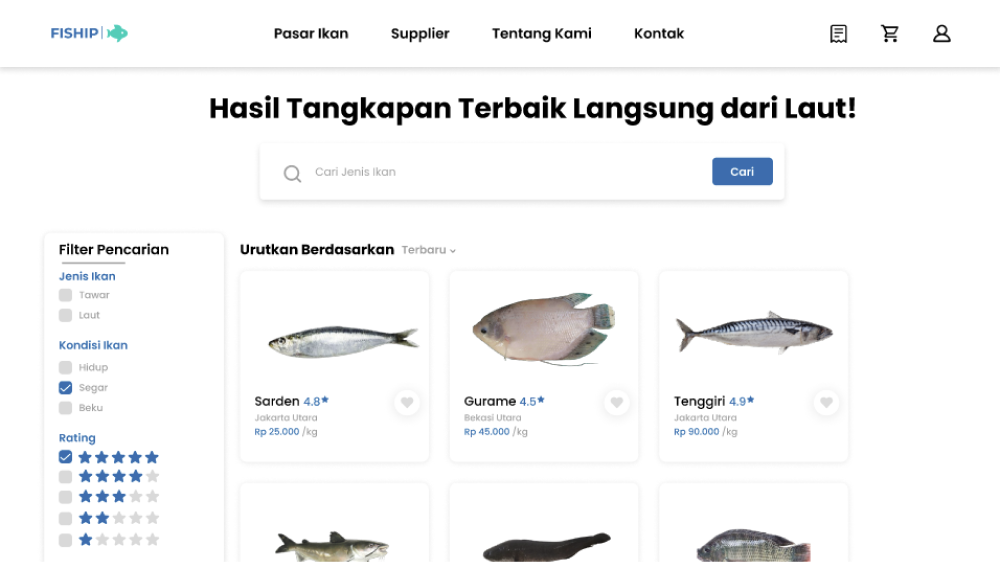 FISHIP
Pasar Ikan
Supplier
Tentang Kami
Kontak
Hasil Tangkapan Terbaik Langsung dari Laut!
Cari Jenis Ikan
Cari
Filter Pencarian
Jenis Ikan
Tawar
Laut
Kondisi Ikan
Hidup
Segar
Beku
Rating
Urutkan Berdasarkan Terbaru
Sarden 4.8
Jakarta Utara
Rp 25.000 /kg
Gurame 4.5
Bekasi Utara
Rp 45.000 /kg
Tenggiri 4.9
Jakarta Utara
Rp 90.000 /kg